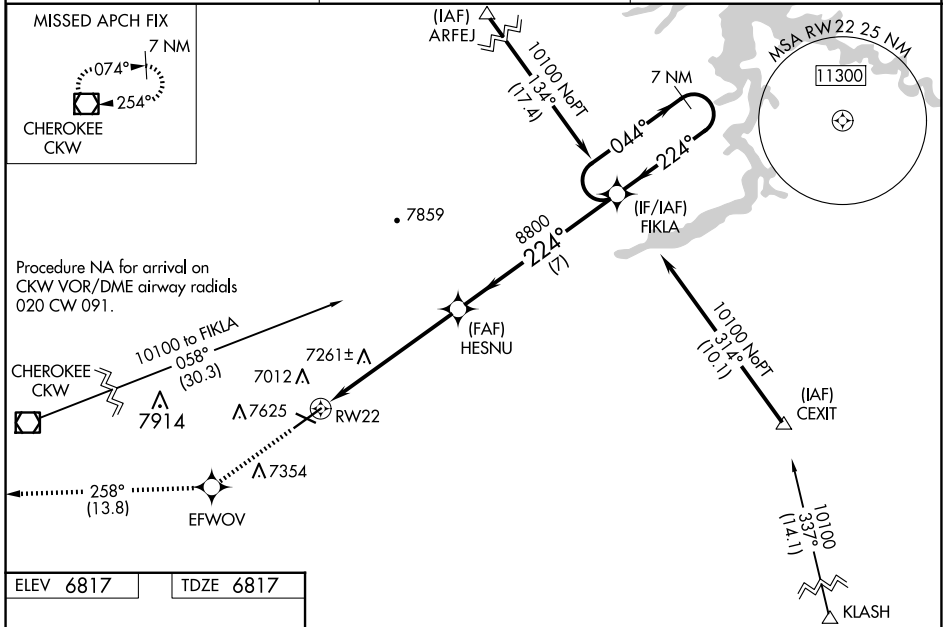 MISSED APCH FIX
7 NM
074°
254°
CHEROKEE
CKW
(IAF)
ARFEJ
10100 NoPT
134°
(17.4)
7 NM
044°
224°
(IF/IAF)
FIKLA
MSA RW22 25 NM
11300
7859
8800
224°
(7)
(FAF)
HESNU
Procedure NA for arrival on
CKW VOR/DME airway radials
020 CW 091.
10100 to FIKLA
058°
(30.3)
CHEROKEE
CKW
7914
7261±
7012
7625
RW22
7354
258°
(13.8)
EFWOV
10100 NoPT
314°
(10.1)
(IAF)
CEXIT
10100
337°
(14.1)
KLASH
ELEV 6817
TDZE 6817